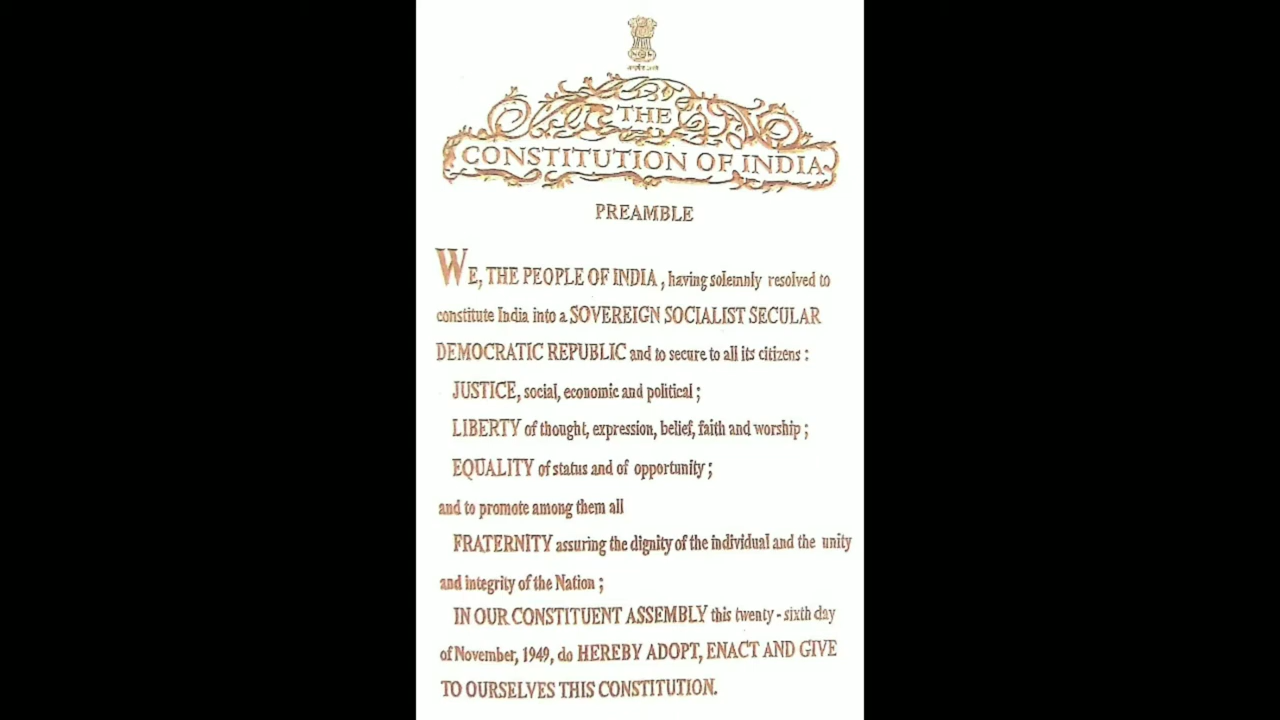 THE
CONSTITUTION OF INDIA
PREAMBLE
WE, THE PEOPLE OF INDIA, having solemnly resolved to
constitute India into a SOVEREIGN SOCIALIST SECULAR
DEMOCRATIC REPUBLIC and to secure to all its citizens :
JUSTICE, social, economic and political ;
LIBERTY of thought, expression, belief, faith and worship ;
EQUALITY of status and of opportunity ;
and to promote among them all
FRATERNITY assuring the dignity of the individual and the unity
and integrity of the Nation ;
IN OUR CONSTITUENT ASSEMBLY this twenty - sixth day
of November, 1949, do HEREBY ADOPT, ENACT AND GIVE
TO OURSELVES THIS CONSTITUTION.